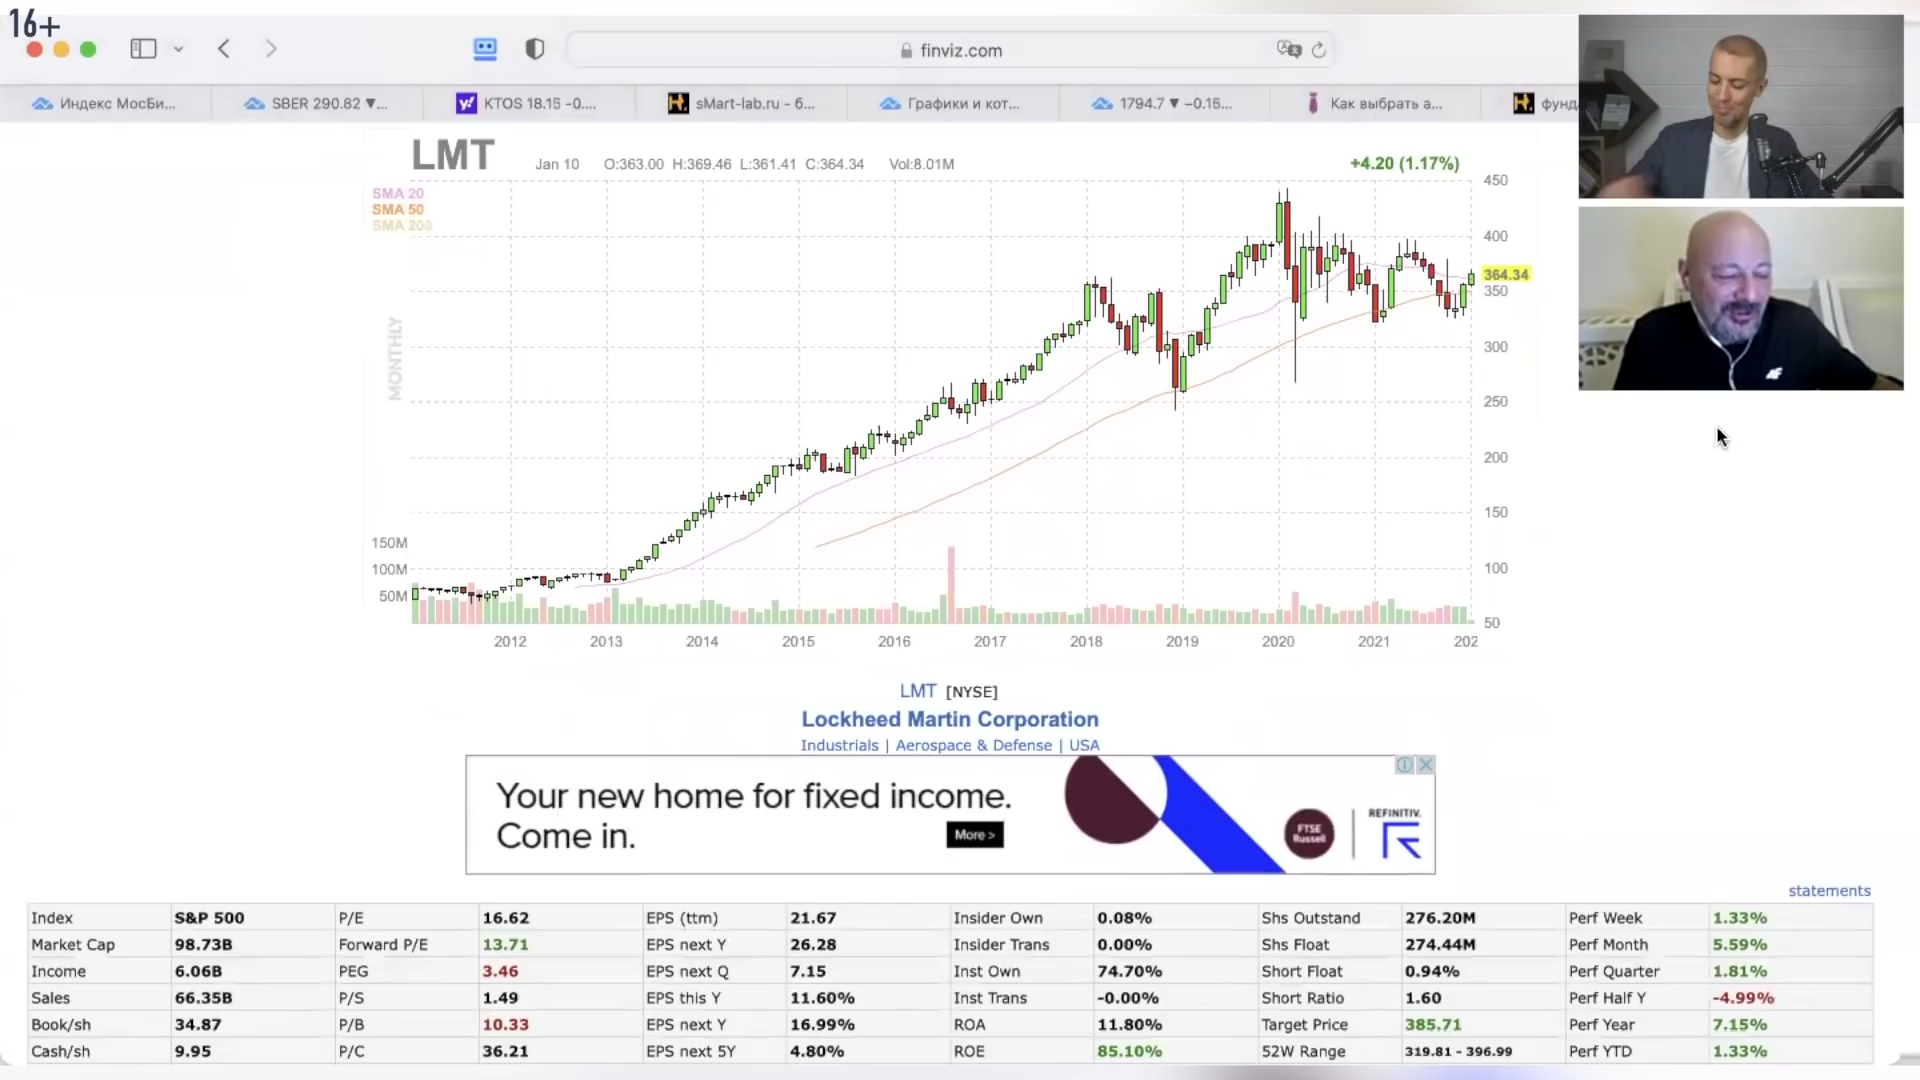 16+
finviz.com
Индекс МосБи...
SBER 290.82 ▼...
KTOS 18.15 -0....
sMart-lab.ru - б...
Графики и кот...
1794.7 ▼ −0.15...
Как выбрать а...
фунд
LMT
Jan 10 O:363.00 H:369.46 L:361.41 C:364.34 Vol:8.01M
+4.20 (1.17%)
SMA 20
SMA 50
SMA 200
MONTHLY
450
400
364.34
350
300
250
200
150
100
50
150M
100M
50M
2012 2013 2014 2015 2016 2017 2018 2019 2020 2021 202
LMT [NYSE]
Lockheed Martin Corporation
Industrials | Aerospace & Defense | USA
Your new home for fixed income.
Come in.
More >
FTSE
Russell
REFINITIV.
statements
Index S&P 500 P/E 16.62 EPS (ttm) 21.67 Insider Own 0.08% Shs Outstand 276.20M Perf Week 1.33%
Market Cap 98.73B Forward P/E 13.71 EPS next Y 26.28 Insider Trans 0.00% Shs Float 274.44M Perf Month 5.59%
Income 6.06B PEG 3.46 EPS next Q 7.15 Inst Own 74.70% Short Float 0.94% Perf Quarter 1.81%
Sales 66.35B P/S 1.49 EPS this Y 11.60% Inst Trans -0.00% Short Ratio 1.60 Perf Half Y -4.99%
Book/sh 34.87 P/B 10.33 EPS next Y 16.99% ROA 11.80% Target Price 385.71 Perf Year 7.15%
Cash/sh 9.95 P/C 36.21 EPS next 5Y 4.80% ROE 85.10% 52W Range 319.81 - 396.99 Perf YTD 1.33%